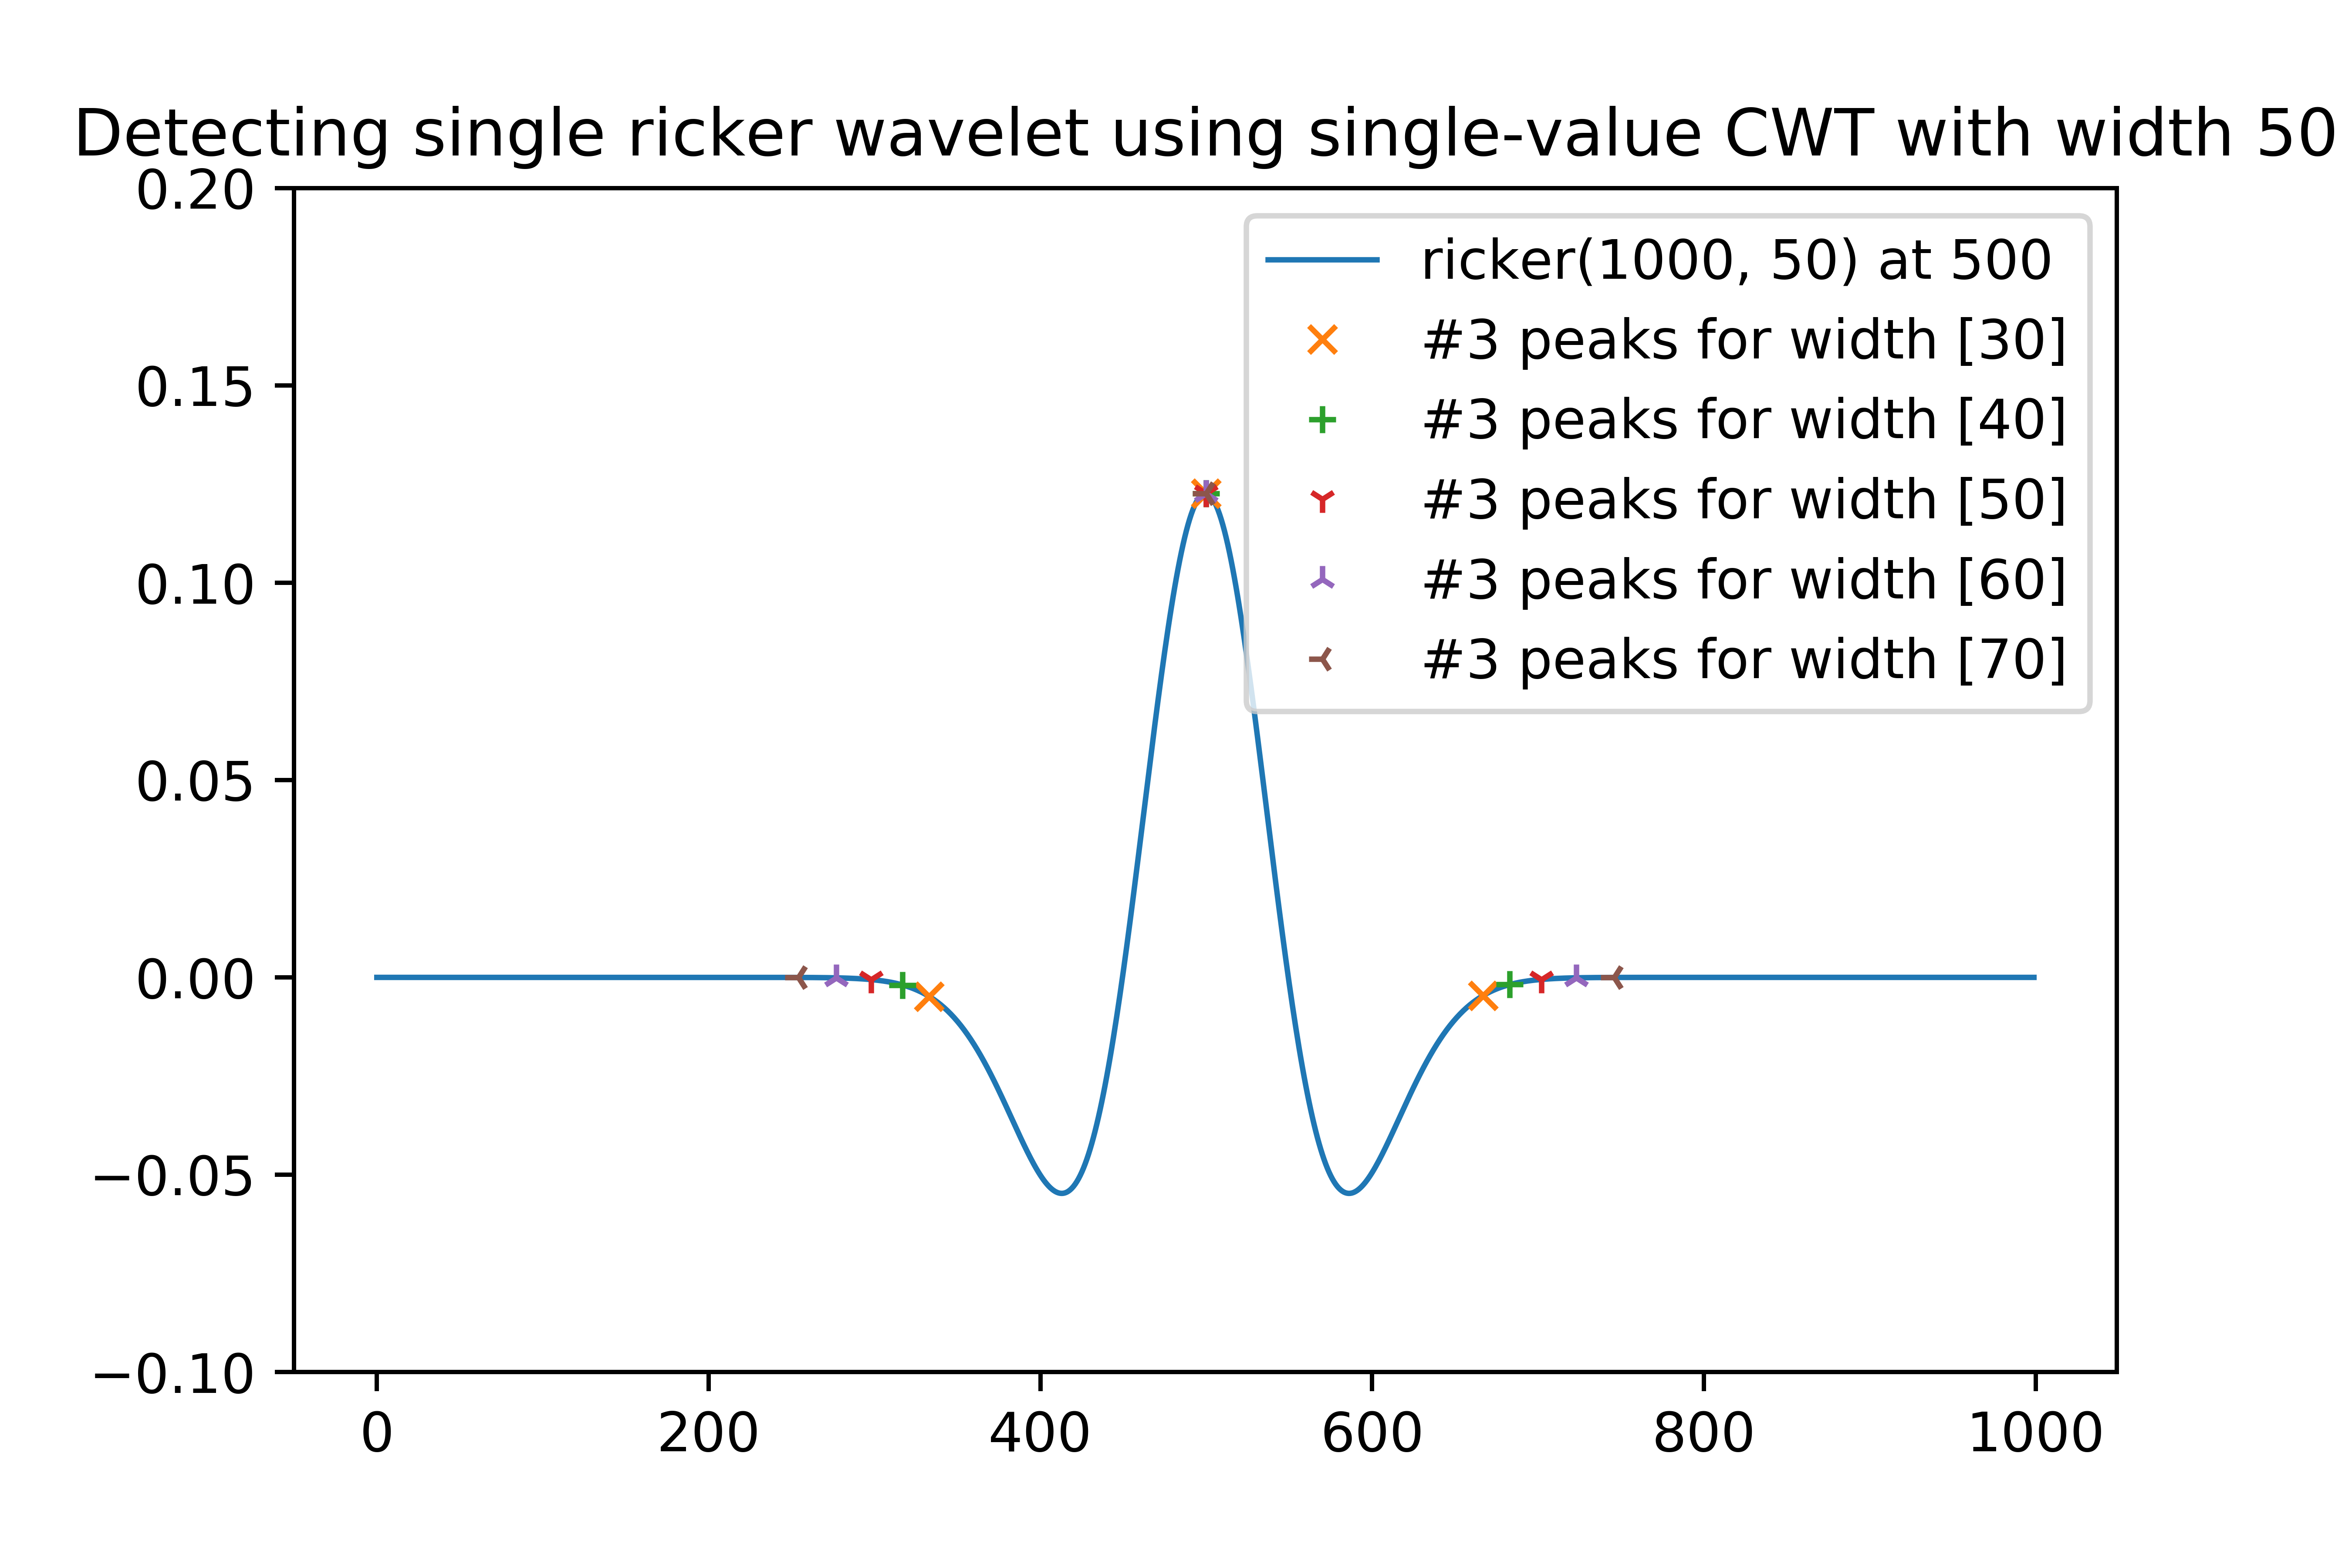 Detecting single ricker wavelet using single-value CWT with width 50
0.20
0.15
0.10
0.05
0.00
−0.05
−0.10
0 200 400 600 800 1000
ricker(1000, 50) at 500
#3 peaks for width [30]
#3 peaks for width [40]
#3 peaks for width [50]
#3 peaks for width [60]
#3 peaks for width [70]